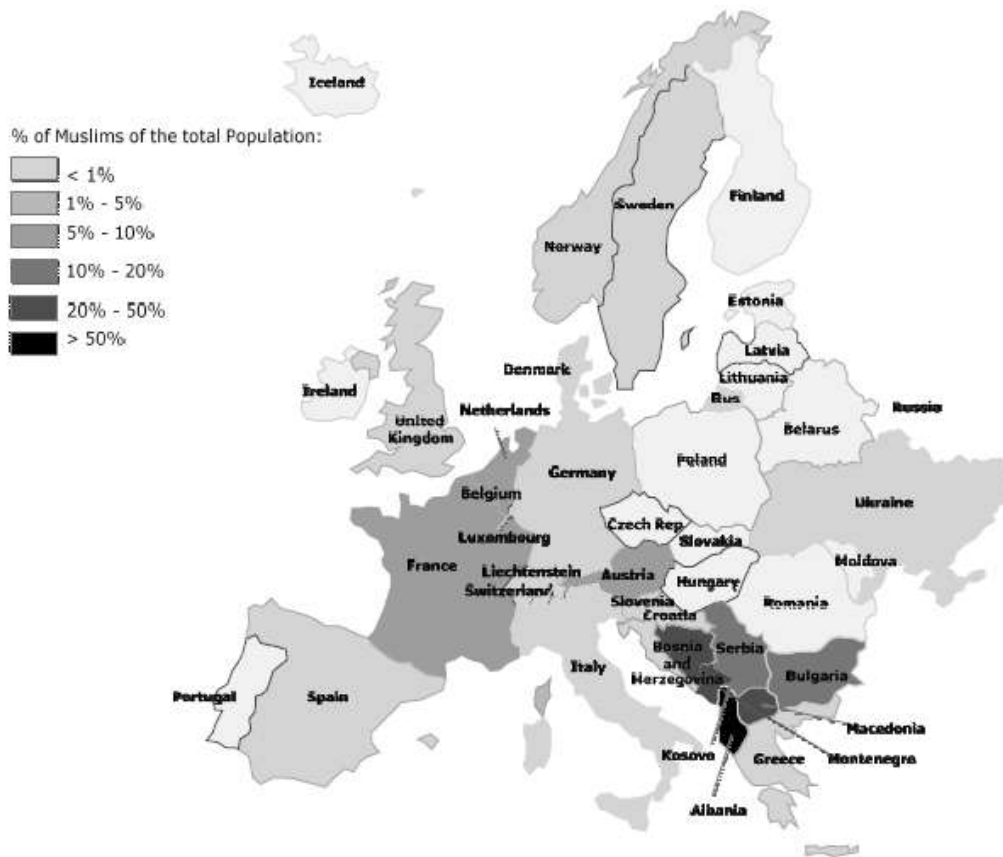 Iceland
% of Muslims of the total Population:
< 1%
1% - 5%
5% - 10%
10% - 20%
20% - 50%
> 50%
Finland
Sweden
Norway
Estonia
Latvia
Lithuania
Rus
Russia
Belarus
Denmark
Ireland
Netherlands
United
Kingdom
Poland
Germany
Belgium
Ukraine
Czech Rep
Luxembourg
Slovakia
Moldova
France
Liechtenstein
Switzerland
Austria
Hungary
Slovenia
Croatia
Romania
Bosnia
and
Herzegovina
Serbia
Italy
Bulgaria
Portugal
Spain
Macedonia
Kosovo
Greece
Montenegro
Albania